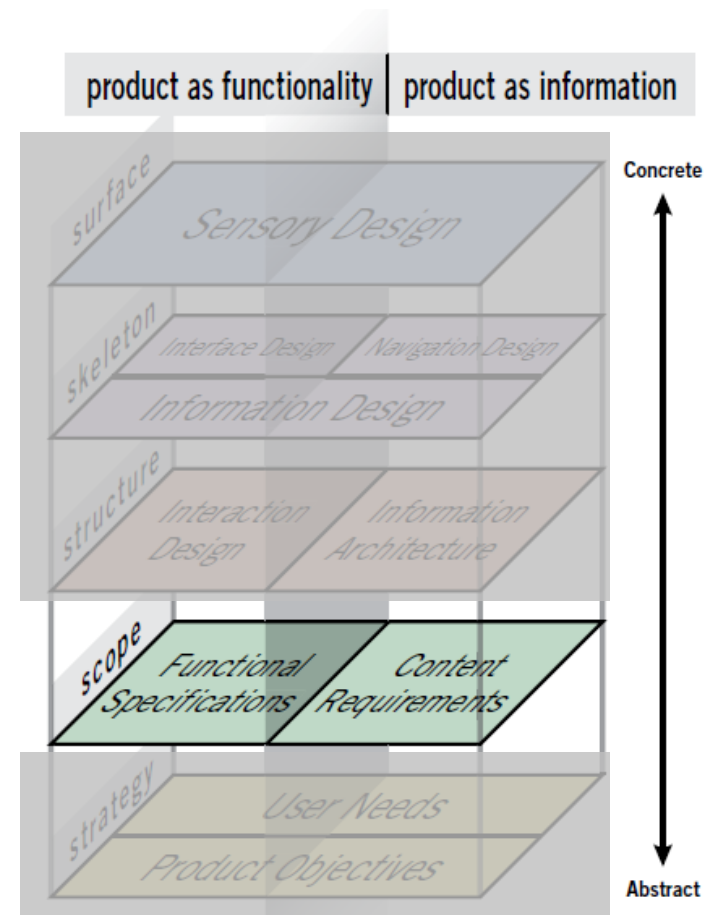 product as functionality
product as information
Concrete
surface
Sensory Design
skeleton
Interface Design
Navigation Design
Information Design
structure
Interaction
Design
Information
Architecture
scope
Functional
Specifications
Content
Requirements
strategy
User Needs
Product Objectives
Abstract